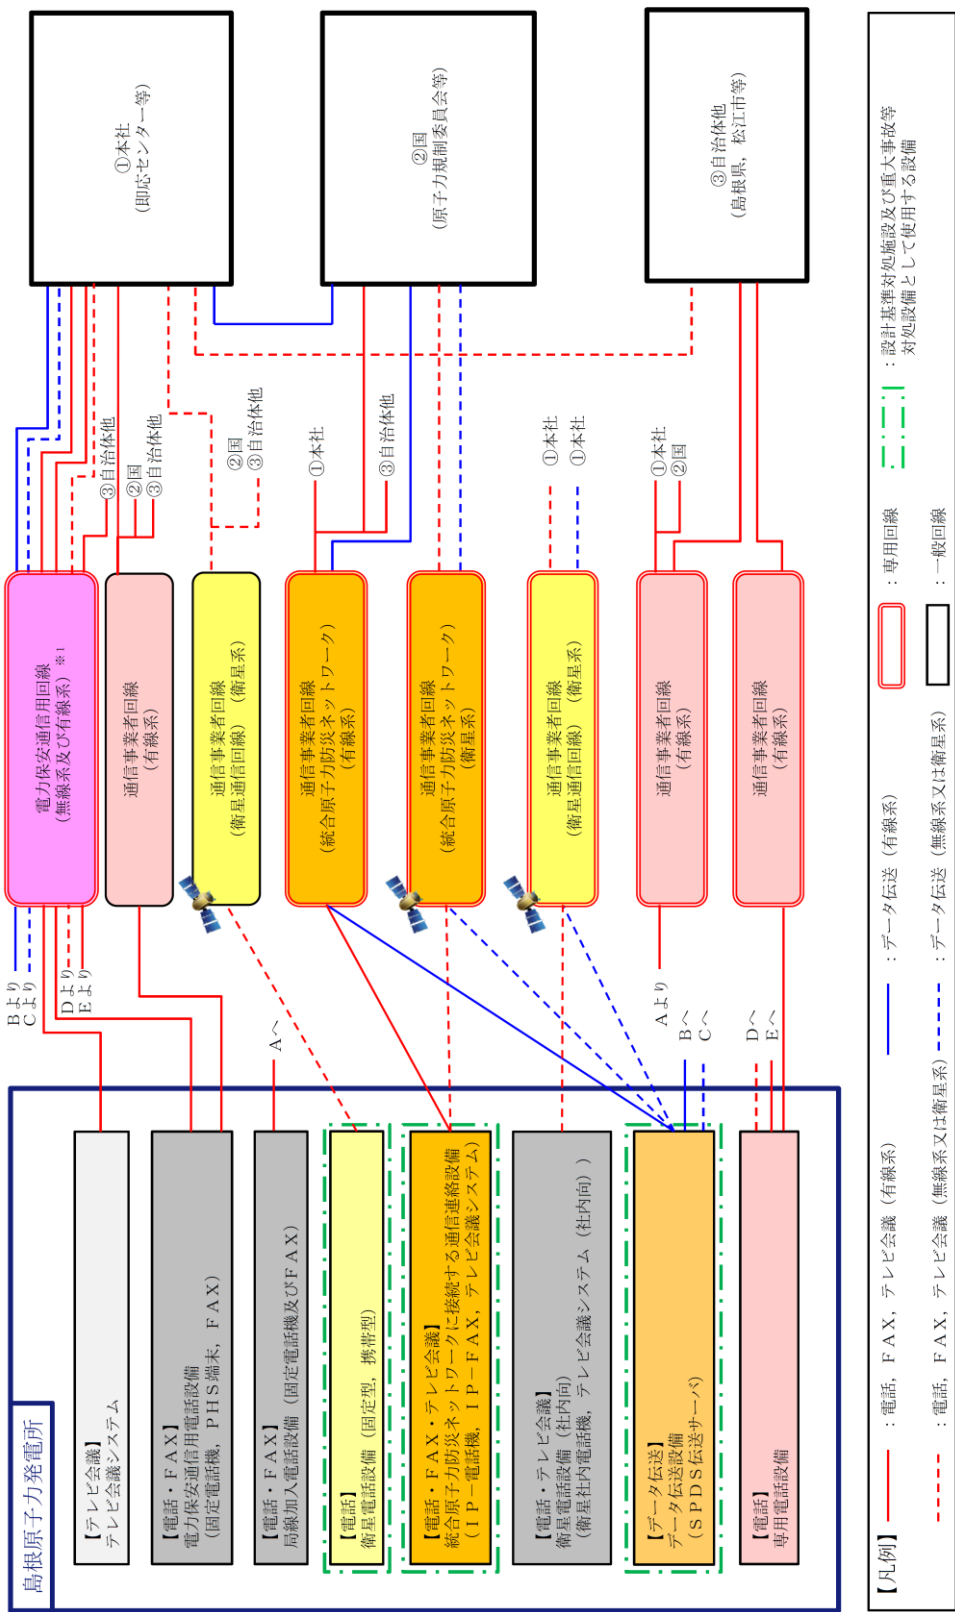 島根原子力発電所
【テレビ会議】
テレビ会議システム
【電話・ＦＡＸ】
電力保安通信用電話設備
（固定電話機，ＰＨＳ端末，ＦＡＸ）
【電話・ＦＡＸ】
局線加入電話設備（固定電話機及びＦＡＸ）
【電話】
衛星電話設備（固定型，携帯型）
【電話・ＦＡＸ・テレビ会議】
統合原子力防災ネットワークに接続する通信連絡設備
（ＩＰ－電話機，ＩＰ－ＦＡＸ，テレビ会議システム）
【電話・テレビ会議】
衛星電話設備（社内向）
（衛星社内電話機，テレビ会議システム（社内向））
【データ伝送】
データ伝送設備
（ＳＰＤＳ伝送サーバ）
【電話】
専用電話設備
Ｂより
Ｃより
Ｄより
Ｅより
Ａへ
Ａより
Ｂへ
Ｃへ
Ｄへ
Ｅへ
電力保安通信用回線
（無線系及び有線系）※1
通信事業者回線
（有線系）
通信事業者回線
（衛星通信回線）（衛星系）
通信事業者回線
（統合原子力防災ネットワーク）
（有線系）
通信事業者回線
（統合原子力防災ネットワーク）
（衛星系）
通信事業者回線
（衛星通信回線）（衛星系）
通信事業者回線
（有線系）
通信事業者回線
（有線系）
③自治体他
②国
③自治体他
②国
③自治体他
①本社
③自治体他
①本社
①本社
①本社
②国
①本社
（即応センター等）
②国
（原子力規制委員会等）
③自治体他
（島根県，松江市等）
【凡例】
：電話，ＦＡＸ，テレビ会議（有線系）
：データ伝送（有線系）
：専用回線
：設計基準対処施設及び重大事故等
対処設備として使用する設備
：電話，ＦＡＸ，テレビ会議（無線系又は衛星系）
：データ伝送（無線系又は衛星系）
：一般回線